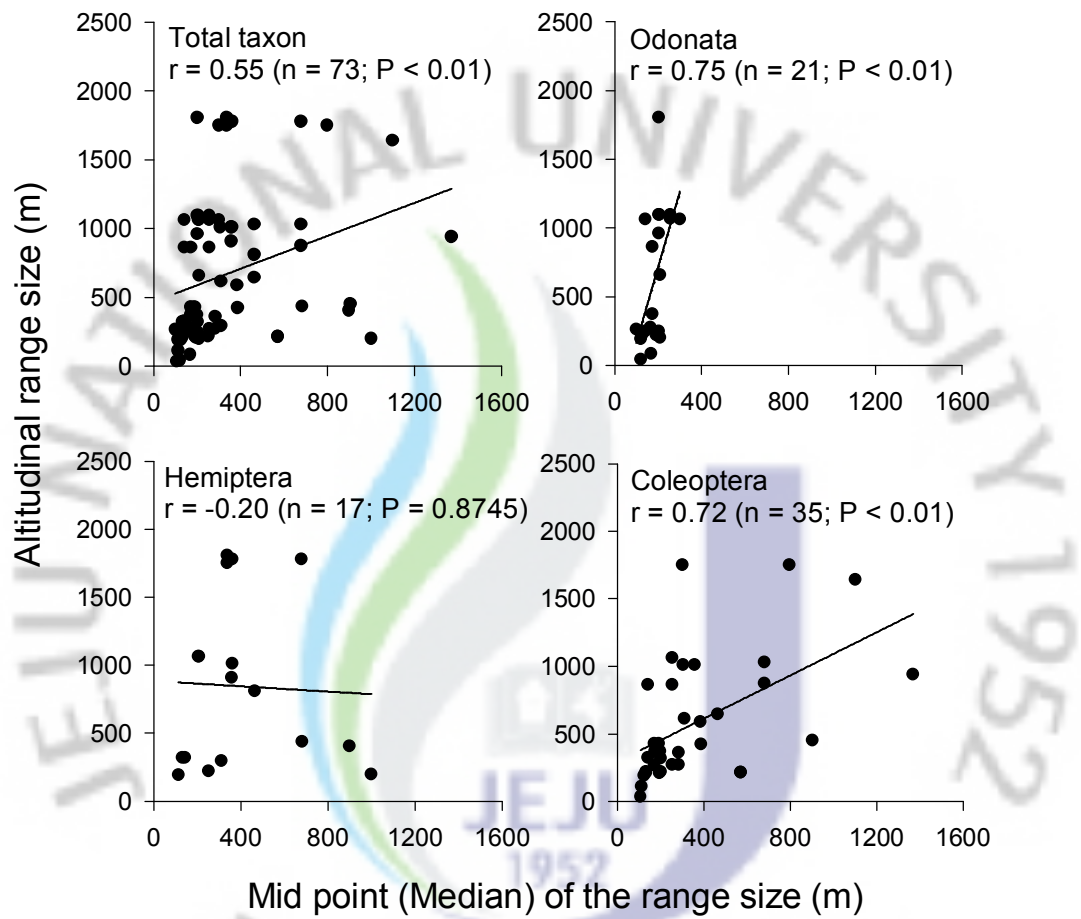 Total taxon
r = 0.55 (n = 73; P < 0.01)
2500
2000
1500
1000
500
0
0 400 800 1200 1600
Odonata
r = 0.75 (n = 21; P < 0.01)
2500
2000
1500
1000
500
0
0 400 800 1200 1600
Altitudinal range size (m)
Hemiptera
r = -0.20 (n = 17; P = 0.8745)
2500
2000
1500
1000
500
0
0 400 800 1200 1600
Coleoptera
r = 0.72 (n = 35; P < 0.01)
2500
2000
1500
1000
500
0
0 400 800 1200 1600
Mid point (Median) of the range size (m)
JEJU NATIONAL UNIVERSITY 1952
JEJU
1952